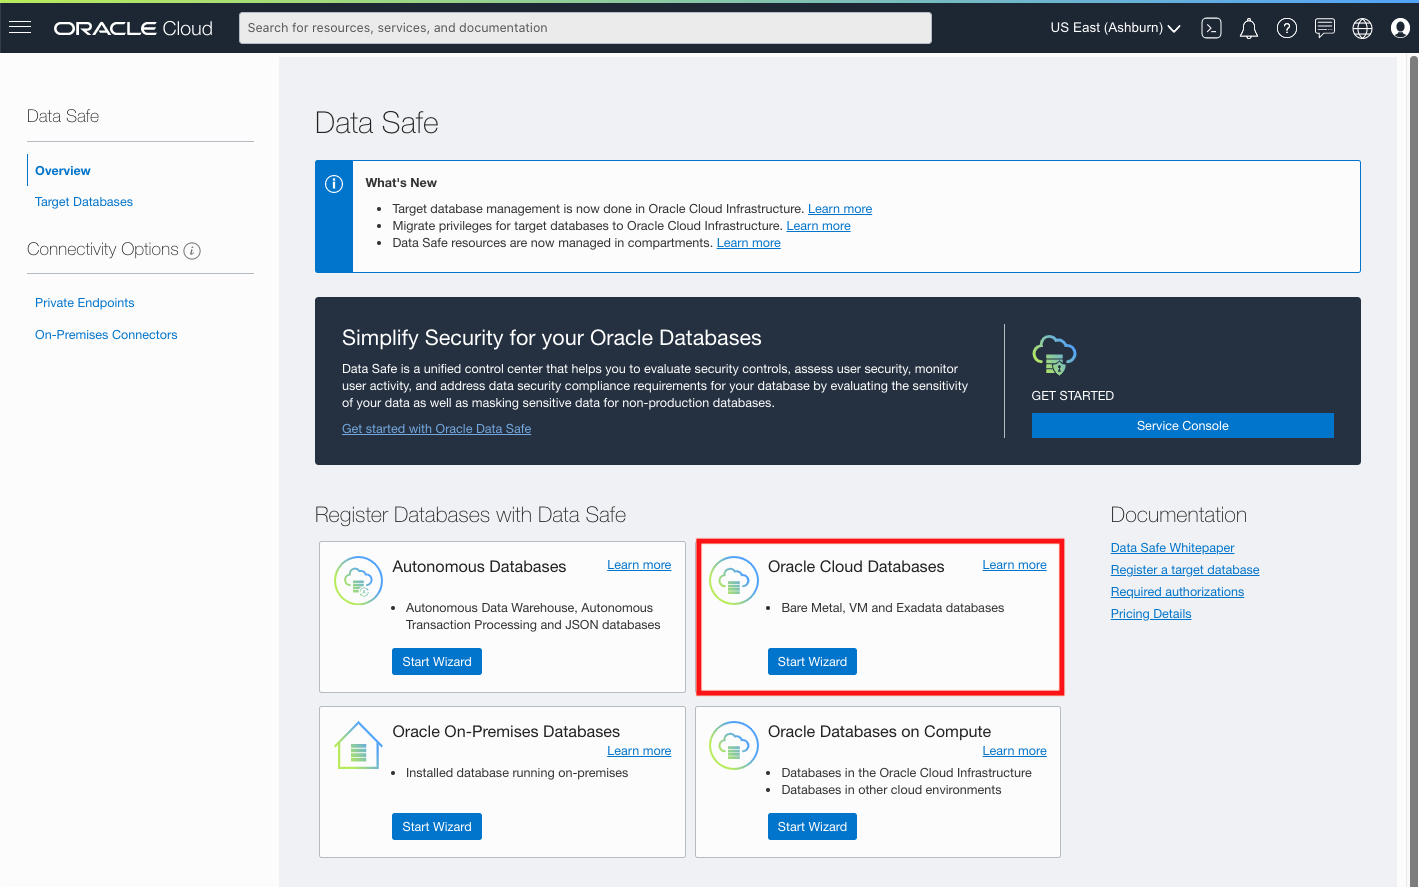 ORACLE Cloud
Search for resources, services, and documentation
US East (Ashburn)
Data Safe
Overview
Target Databases
Connectivity Options
Private Endpoints
On-Premises Connectors
Data Safe
What's New
• Target database management is now done in Oracle Cloud Infrastructure. Learn more
• Migrate privileges for target databases to Oracle Cloud Infrastructure. Learn more
• Data Safe resources are now managed in compartments. Learn more
Simplify Security for your Oracle Databases
Data Safe is a unified control center that helps you to evaluate security controls, assess user security, monitor
user activity, and address data security compliance requirements for your database by evaluating the sensitivity
of your data as well as masking sensitive data for non-production databases.
Get started with Oracle Data Safe
GET STARTED
Service Console
Register Databases with Data Safe
Autonomous Databases Learn more
• Autonomous Data Warehouse, Autonomous
Transaction Processing and JSON databases
Start Wizard
Oracle Cloud Databases Learn more
• Bare Metal, VM and Exadata databases
Start Wizard
Oracle On-Premises Databases
Learn more
• Installed database running on-premises
Start Wizard
Oracle Databases on Compute
Learn more
• Databases in the Oracle Cloud Infrastructure
• Databases in other cloud environments
Start Wizard
Documentation
Data Safe Whitepaper
Register a target database
Required authorizations
Pricing Details